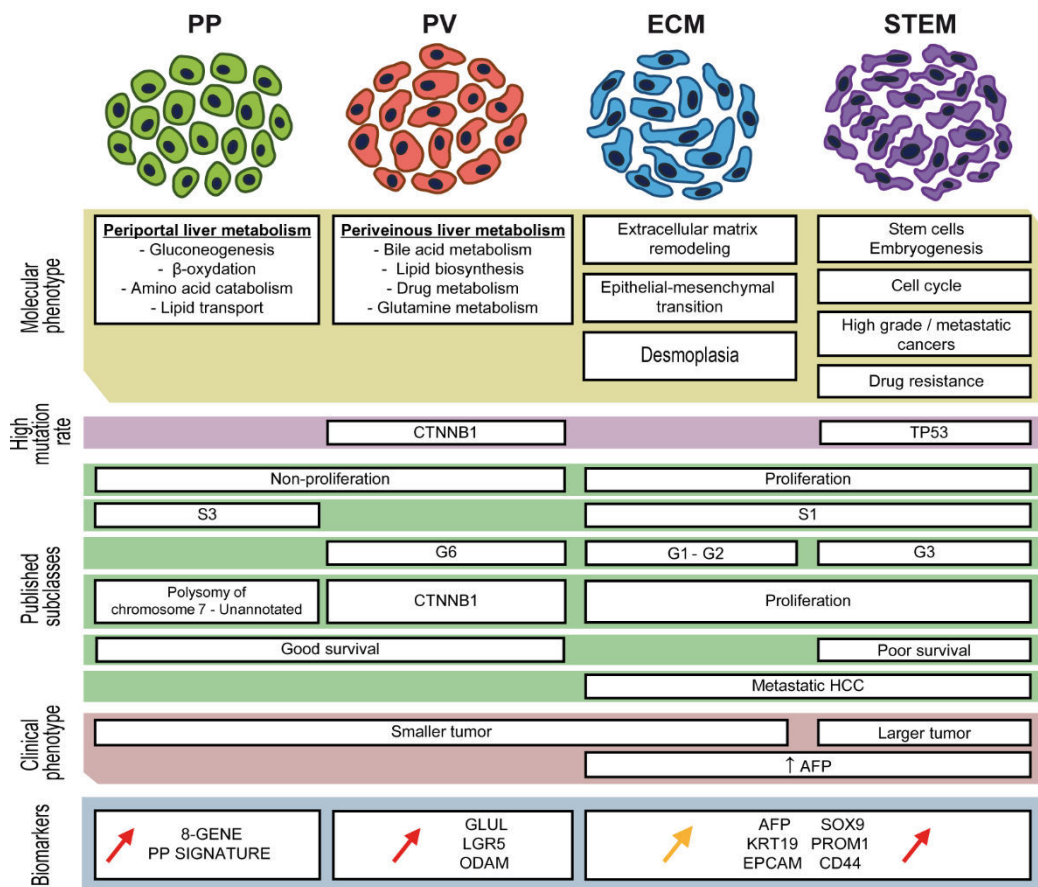 PP
PV
ECM
STEM
Molecular
phenotype
Periportal liver metabolism
- Gluconeogenesis
- β-oxydation
- Amino acid catabolism
- Lipid transport
Periveinous liver metabolism
- Bile acid metabolism
- Lipid biosynthesis
- Drug metabolism
- Glutamine metabolism
Extracellular matrix
remodeling
Epithelial-mesenchymal
transition
Desmoplasia
Stem cells
Embryogenesis
Cell cycle
High grade / metastatic
cancers
Drug resistance
High
mutation
rate
CTNNB1
TP53
Published
subclasses
Non-proliferation
Proliferation
S3
S1
G6
G1 - G2
G3
Polysomy of
chromosome 7 - Unannotated
CTNNB1
Proliferation
Good survival
Poor survival
Metastatic HCC
Clinical
phenotype
Smaller tumor
Larger tumor
↑ AFP
Biomarkers
8-GENE
PP SIGNATURE
GLUL
LGR5
ODAM
AFP SOX9
KRT19 PROM1
EPCAM CD44